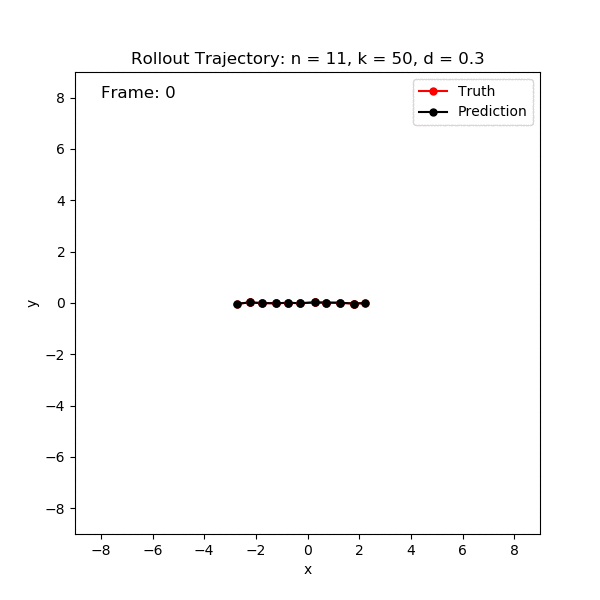 Rollout Trajectory: n = 11, k = 50, d = 0.3
Frame: 0
Truth
Prediction
8
6
4
2
0
−2
−4
−6
−8
y
−8 −6 −4 −2 0 2 4 6 8
x